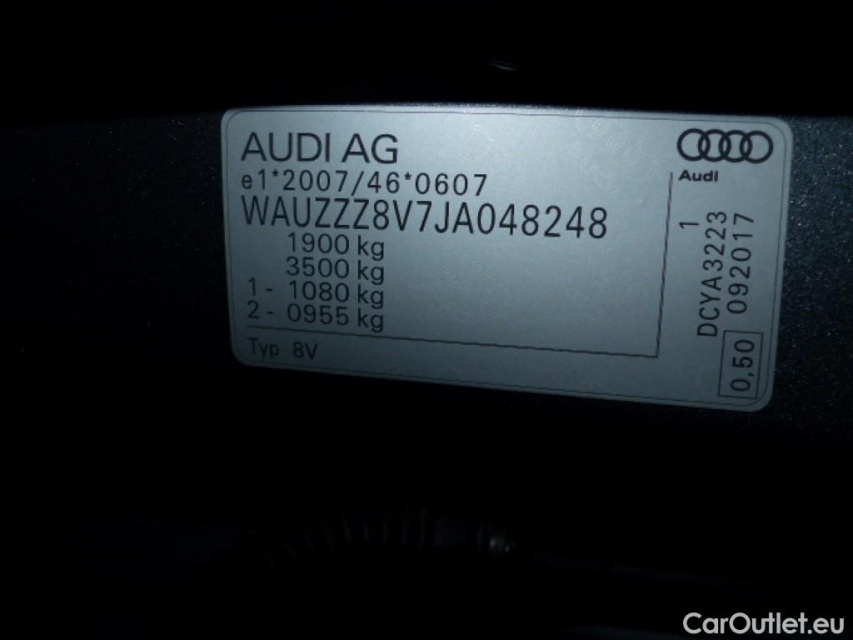 AUDI AG
e1*2007/46*0607
WAUZZZ8V7JA048248
1900 kg
3500 kg
1 - 1080 kg
2 - 0955 kg
Typ 8V
Audi
1
DCYA3223
092017
0,50
CarOutlet.eu